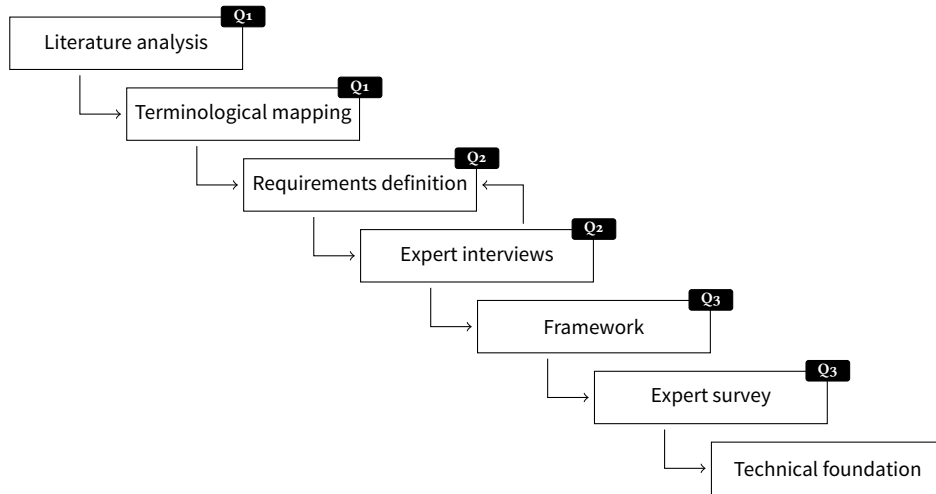 Q1
Literature analysis
Q1
Terminological mapping
Q2
Requirements definition
Q2
Expert interviews
Q3
Framework
Q3
Expert survey
Technical foundation